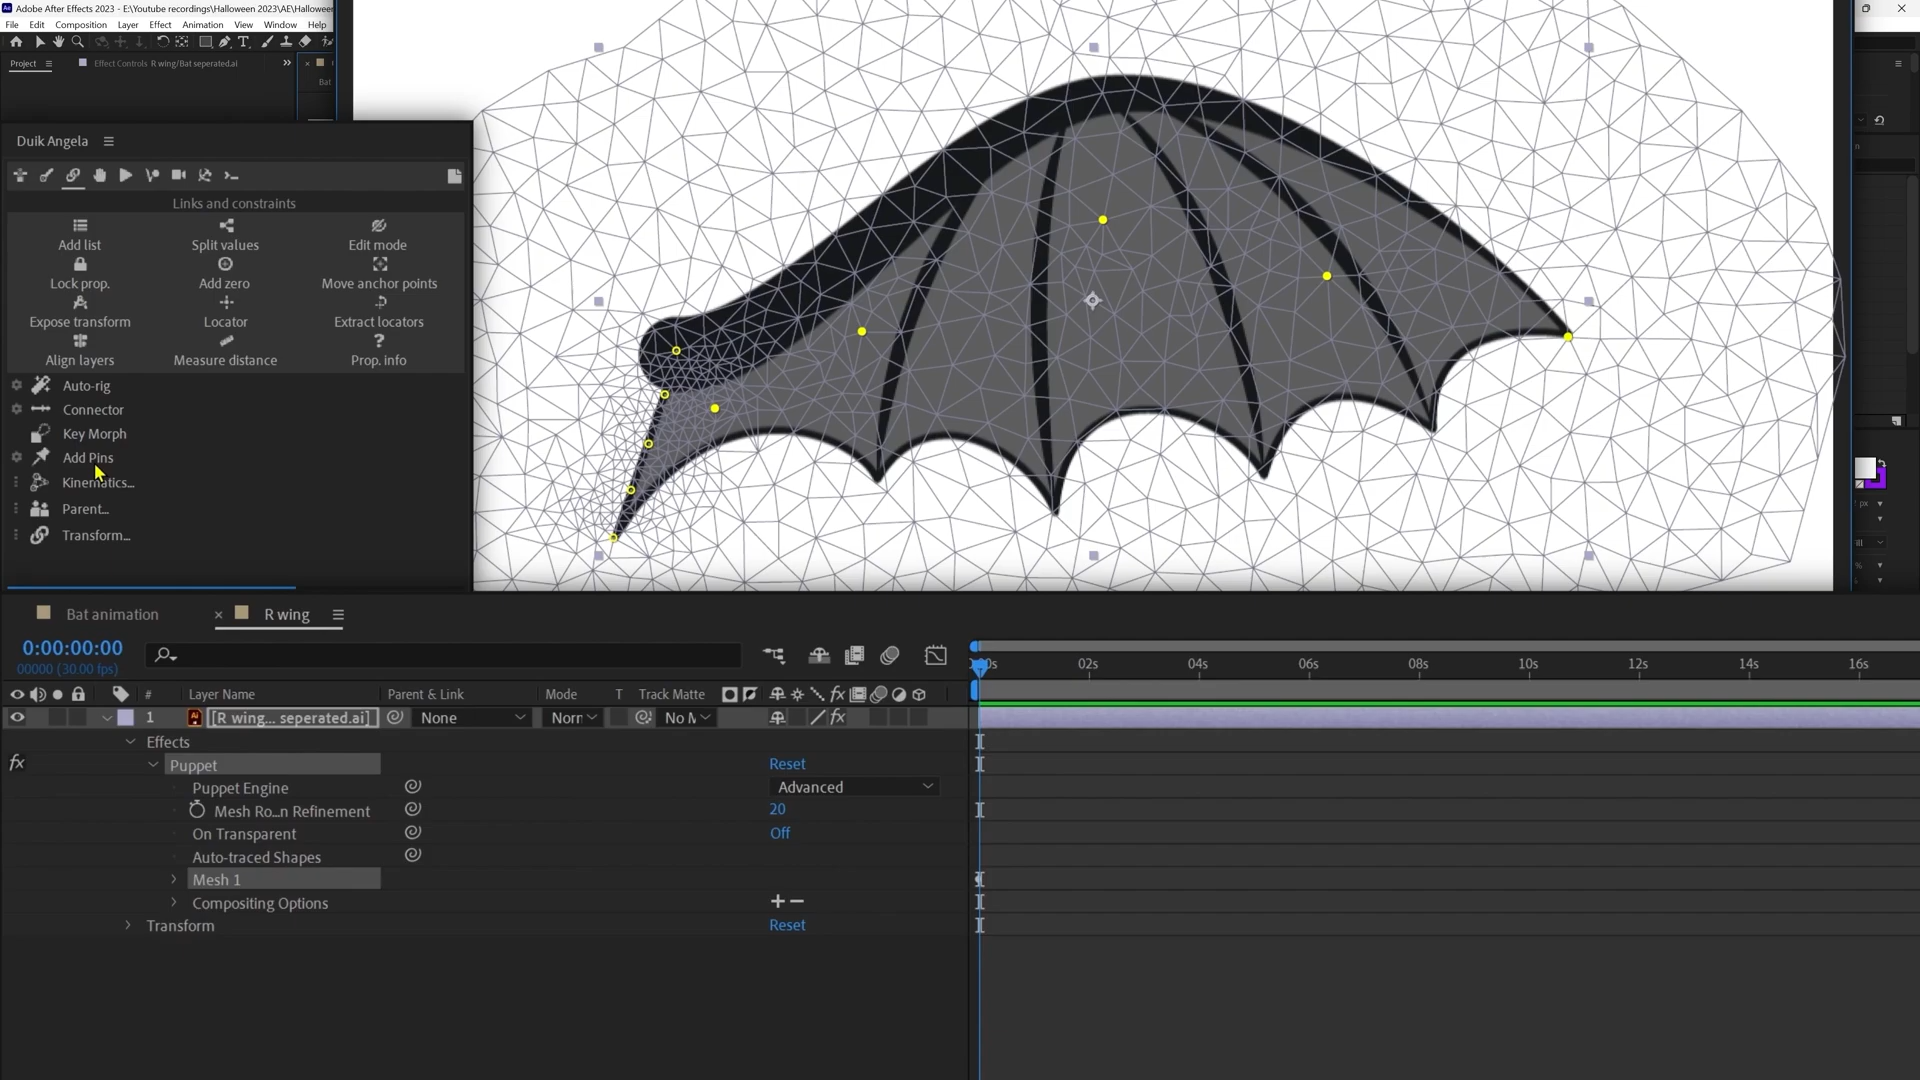 Adobe After Effects 2023 - E:\Youtube recordings\Halloween 2023\AE\Hallowee
File Edit Composition Layer Effect Animation View Window Help
Project Effect Controls R wing/Bat seperated.ai
Bat
Duik Angela
Links and constraints
Add list Split values Edit mode
Lock prop. Add zero Move anchor points
Expose transform Locator Extract locators
Align layers Measure distance Prop. info
Auto-rig
Connector
Key Morph
Add Pins
Kinematics...
Parent...
Transform...
Bat animation R wing
0:00:00:00
00000 (30.00 fps)
02s 04s 06s 08s 10s 12s 14s 16s
# Layer Name Parent & Link Mode T Track Matte
1 [R wing... seperated.ai] None Norr No M
Effects
fx Puppet Reset
Puppet Engine Advanced
Mesh Ro...n Refinement 20
On Transparent Off
Auto-traced Shapes
Mesh 1
Compositing Options
Transform Reset